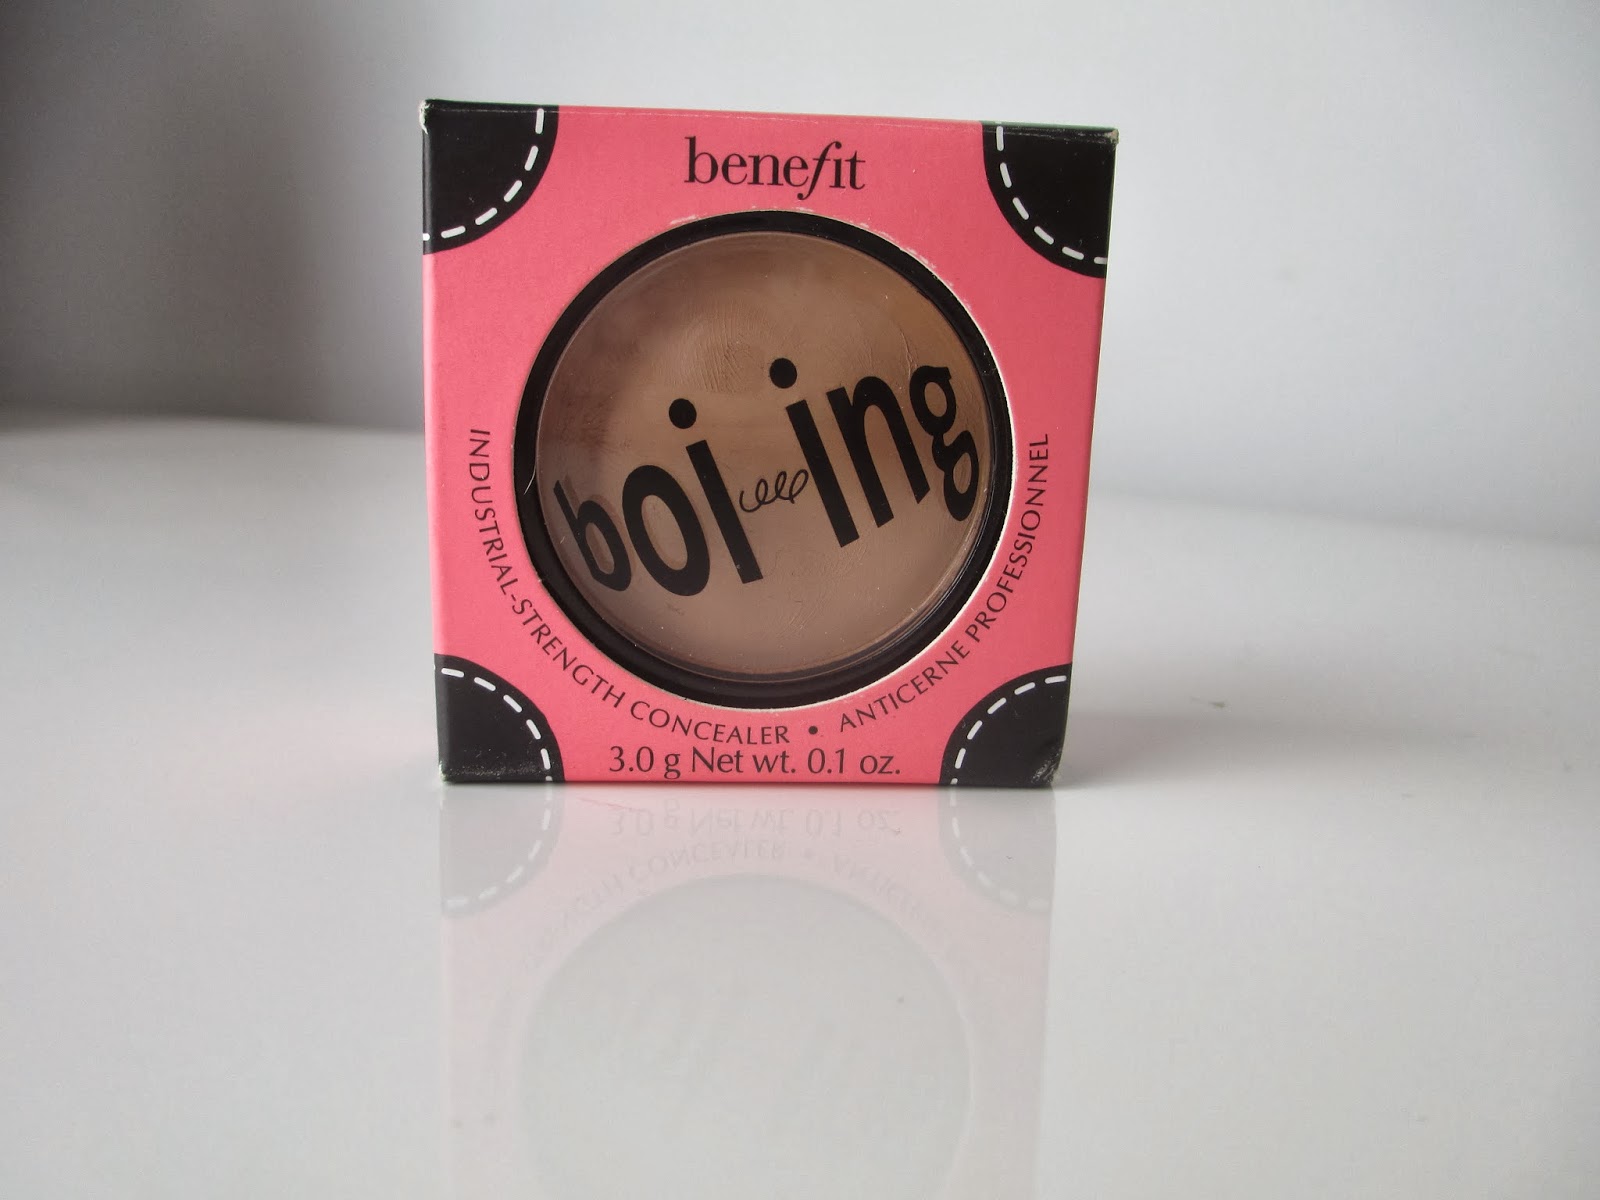 benefit
boi ing
INDUSTRIAL-STRENGTH CONCEALER • ANTICERNE PROFESSIONNEL
3.0 g Net wt. 0.1 oz.